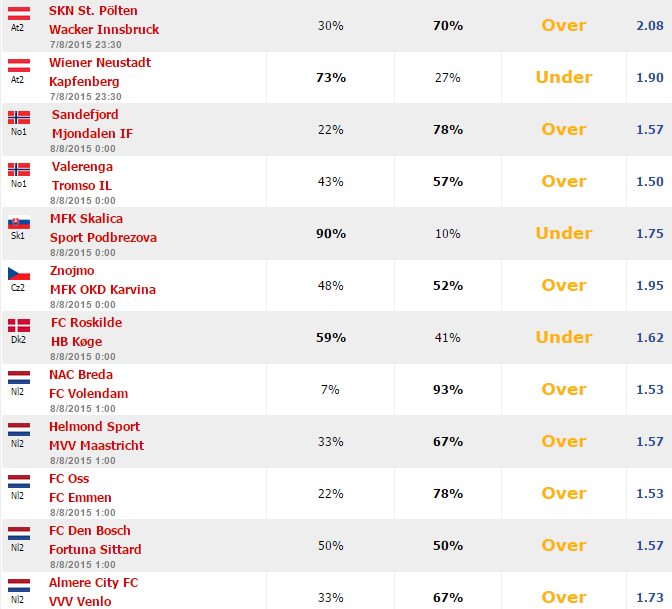 SKN St. Pölten
At2 Wacker Innsbruck 30% 70% Over 2.08
7/8/2015 23:30
Wiener Neustadt
At2 Kapfenberg 73% 27% Under 1.90
7/8/2015 23:30
Sandefjord
No1 Mjondalen IF 22% 78% Over 1.57
8/8/2015 0:00
Valerenga
No1 Tromso IL 43% 57% Over 1.50
8/8/2015 0:00
MFK Skalica
Sk1 Sport Podbrezova 90% 10% Under 1.75
8/8/2015 0:00
Znojmo
Cz2 MFK OKD Karvina 48% 52% Over 1.95
8/8/2015 0:00
FC Roskilde
Dk2 HB Køge 59% 41% Under 1.62
8/8/2015 0:00
NAC Breda
Nl2 FC Volendam 7% 93% Over 1.53
8/8/2015 1:00
Helmond Sport
Nl2 MVV Maastricht 33% 67% Over 1.57
8/8/2015 1:00
FC Oss
Nl2 FC Emmen 22% 78% Over 1.53
8/8/2015 1:00
FC Den Bosch
Nl2 Fortuna Sittard 50% 50% Over 1.57
8/8/2015 1:00
Almere City FC
Nl2 VVV Venlo 33% 67% Over 1.73